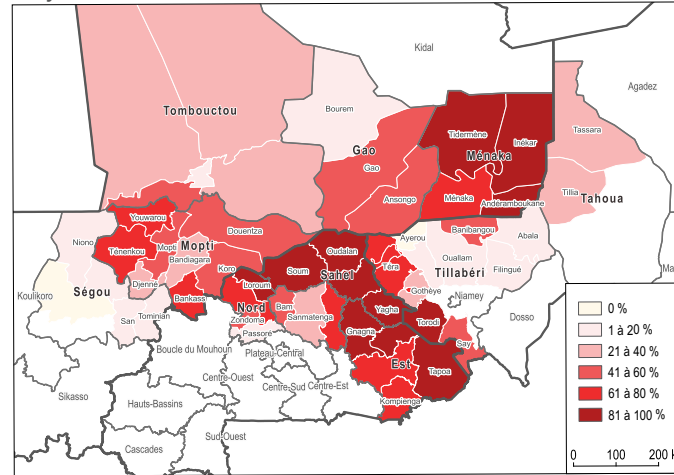 Kidal
Agadez
Tombouctou
Bourem
Tidermène
Inékar
Tassara
Gao
Ménaka
Gao
Tillia
Tahoua
Ansongo
Ménaka
Andéramboukane
Youwarou
Douentza
Banibangou
Niono
Ténenkou
Mopti
Mopti
Ayerou
Abala
Bandiagara
Oudalan
Ouallam
Koro
Soum
Sahel
Téra
Tillabéri
Filingué
Koulikoro
Ségou
Djenné
Loroum
Gothèye
Niamey
Bankass
Nord
Bam
Yagha
Dosso
San
Tominian
Zondoma
Sanmatenga
Torodi
Passoré
Gnagna
Say
Boucle du Mouhoun
Plateau-Central
Est
Tapoa
Centre-Ouest
Centre-Sud
Centre-Est
Sikasso
Hauts-Bassins
Kompienga
Sud-Ouest
Cascades
0 %
1 à 20 %
21 à 40 %
41 à 60 %
61 à 80 %
81 à 100 %
0 100 200